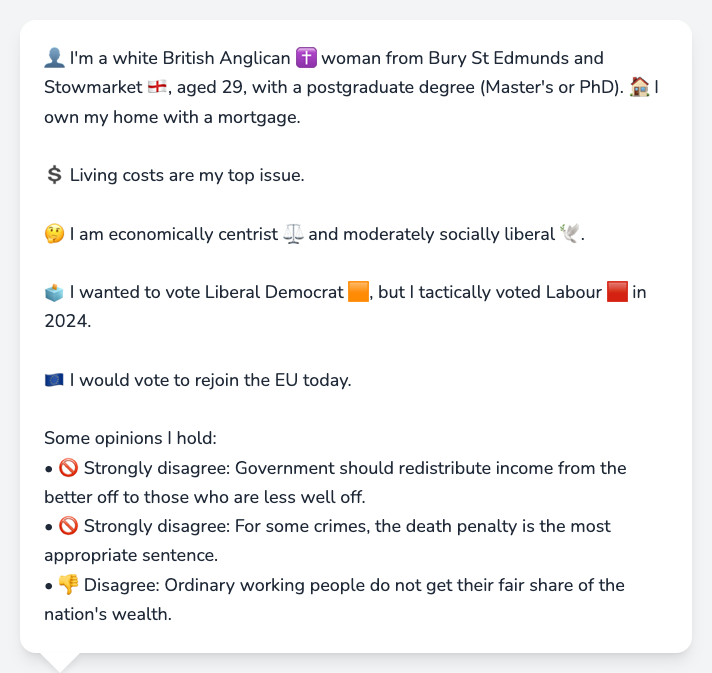 👤 I'm a white British Anglican ✝️ woman from Bury St Edmunds and
Stowmarket 🏴󠁧󠁢󠁥󠁮󠁧󠁿, aged 29, with a postgraduate degree (Master's or PhD). 🏠 I
own my home with a mortgage.
💲 Living costs are my top issue.
🤔 I am economically centrist ⚖️ and moderately socially liberal 🕊️.
🗳️ I wanted to vote Liberal Democrat 🟧, but I tactically voted Labour 🟥 in
2024.
🇪🇺 I would vote to rejoin the EU today.
Some opinions I hold:
• 🚫 Strongly disagree: Government should redistribute income from the
better off to those who are less well off.
• 🚫 Strongly disagree: For some crimes, the death penalty is the most
appropriate sentence.
• 👎 Disagree: Ordinary working people do not get their fair share of the
nation's wealth.